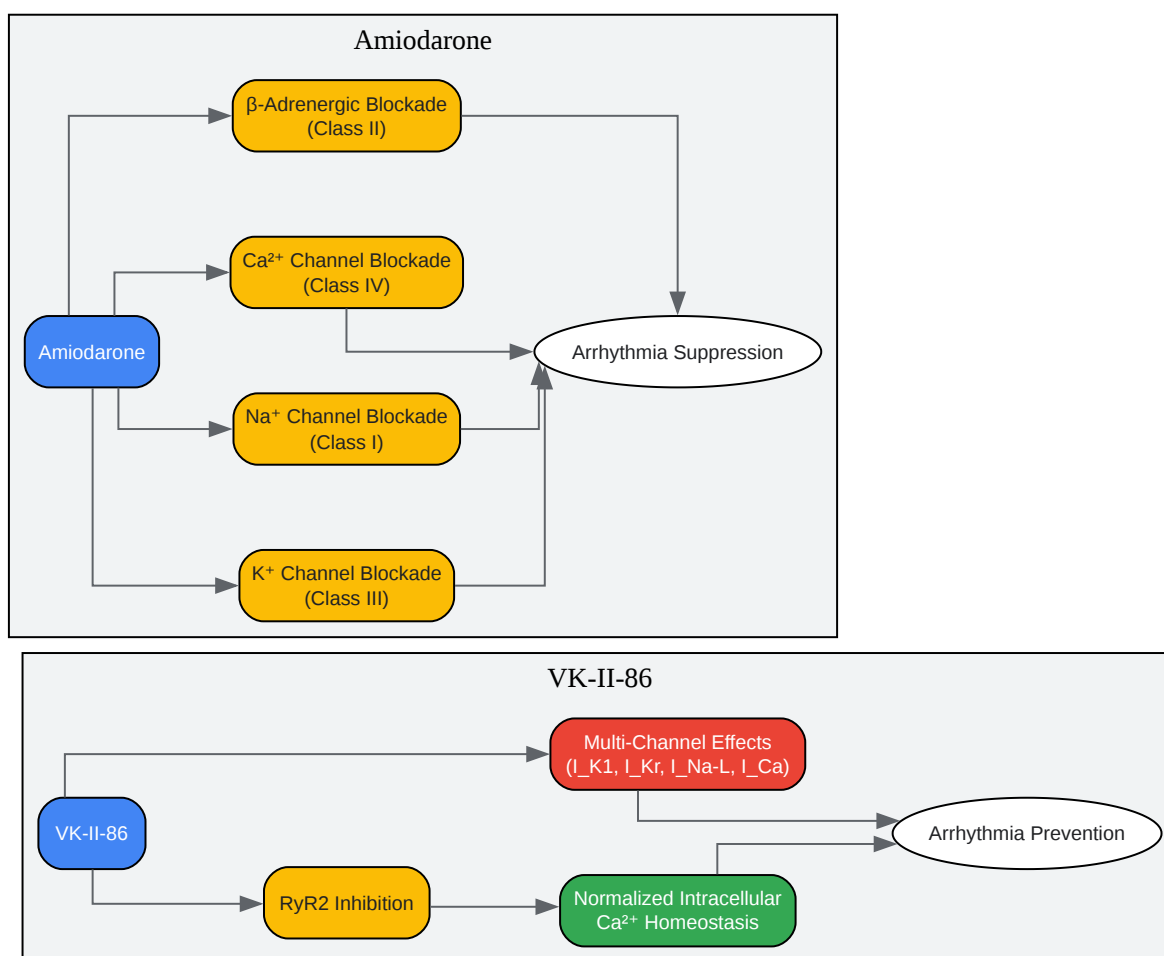 Amiodarone
β-Adrenergic Blockade
(Class II)
Ca²⁺ Channel Blockade
(Class IV)
Amiodarone
Arrhythmia Suppression
Na⁺ Channel Blockade
(Class I)
K⁺ Channel Blockade
(Class III)
VK-II-86
Multi-Channel Effects
(I_K1, I_Kr, I_Na-L, I_Ca)
VK-II-86
Arrhythmia Prevention
RyR2 Inhibition
Normalized Intracellular
Ca²⁺ Homeostasis